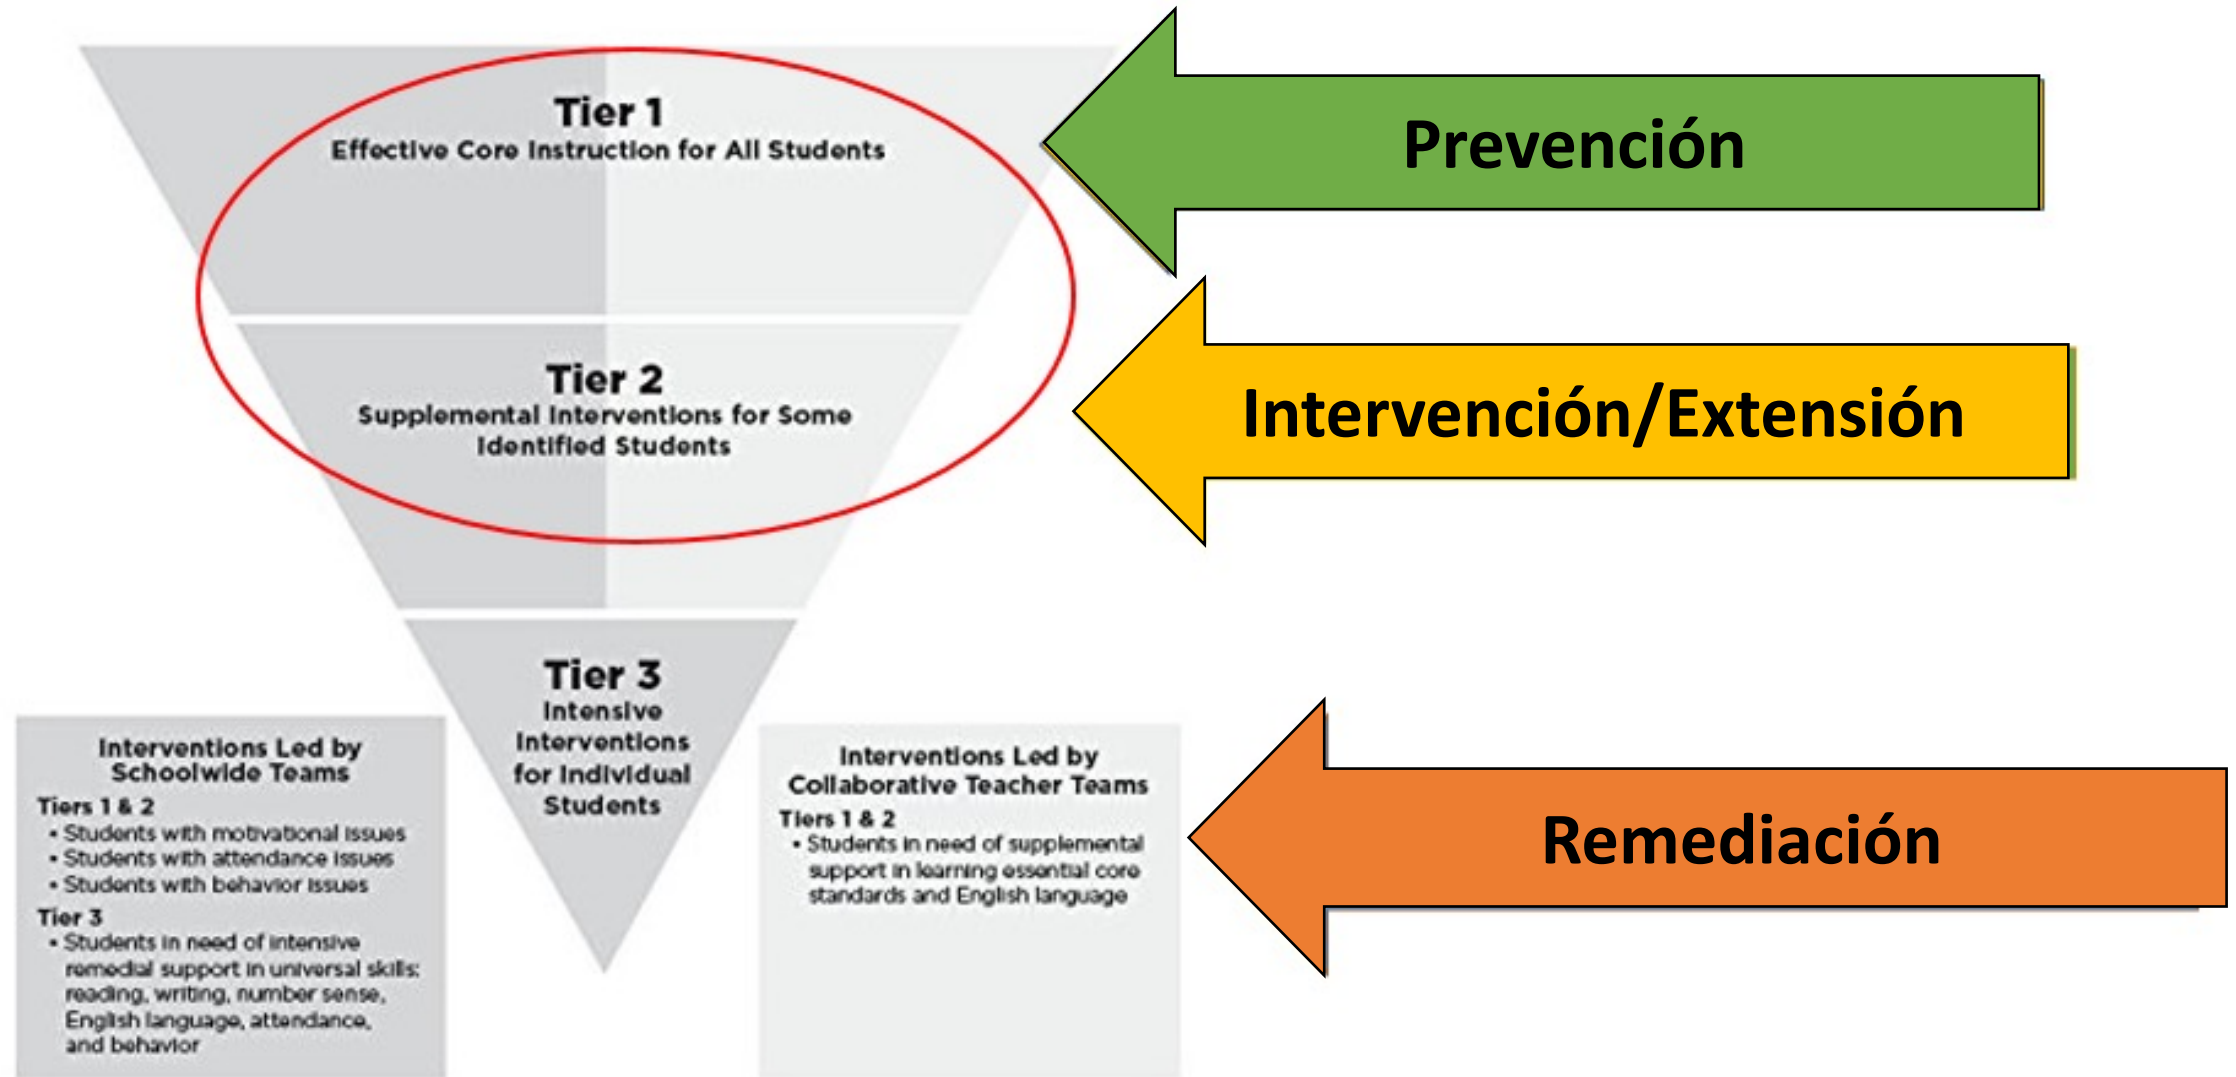 Tier 1
Effective Core Instruction for All Students
Prevención
Tier 2
Supplemental Interventions for Some
Identified Students
Intervención/Extensión
Tier 3
Intensive
Interventions
for Individual
Students
Interventions Led by
Schoolwide Teams
Tiers 1 & 2
• Students with motivational issues
• Students with attendance issues
• Students with behavior issues
Tier 3
• Students in need of intensive
remedial support in universal skills:
reading, writing, number sense,
English language, attendance,
and behavior
Interventions Led by
Collaborative Teacher Teams
Tiers 1 & 2
• Students in need of supplemental
support in learning essential core
standards and English language
Remediación